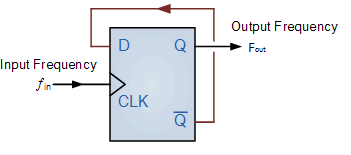 Output Frequency
D
Q
Fout
Input Frequency
fin
CLK
Q̅